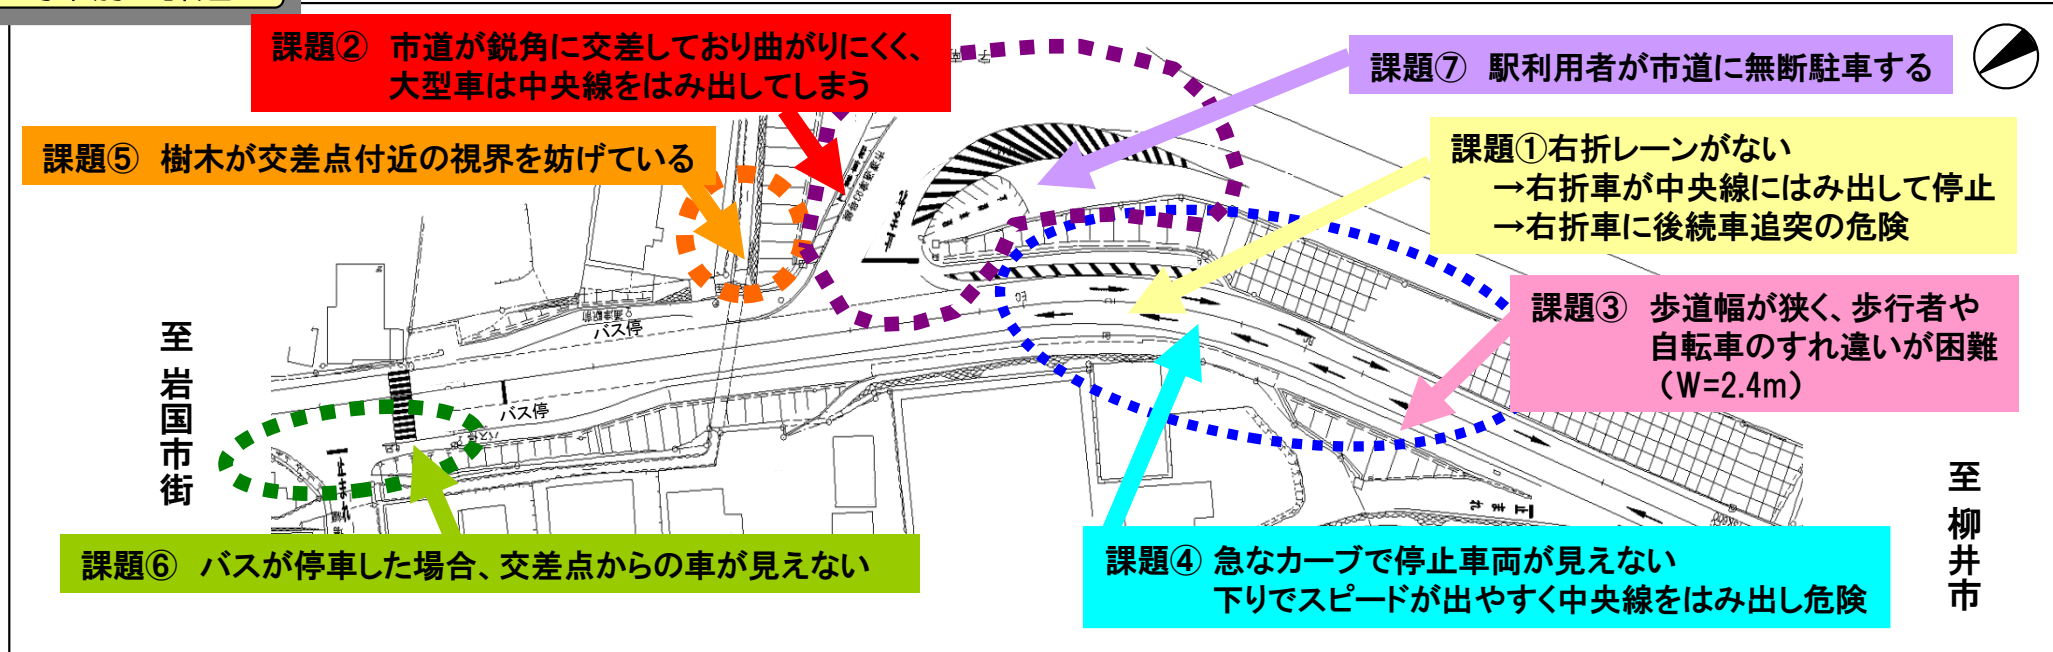 課題② 市道が鋭角に交差しており曲がりにくく、
大型車は中央線をはみ出してしまう
課題⑦ 駅利用者が市道に無断駐車する
課題⑤ 樹木が交差点付近の視界を妨げている
課題①右折レーンがない
→右折車が中央線にはみ出して停止
→右折車に後続車追突の危険
課題③ 歩道幅が狭く、歩行者や
自転車のすれ違いが困難
（W=2.4m）
至 岩国市街
バス停
バス停
止まれ
課題⑥ バスが停車した場合、交差点からの車が見えない
課題④ 急なカーブで停止車両が見えない
下りでスピードが出やすく中央線をはみ出し危険
至 柳井市